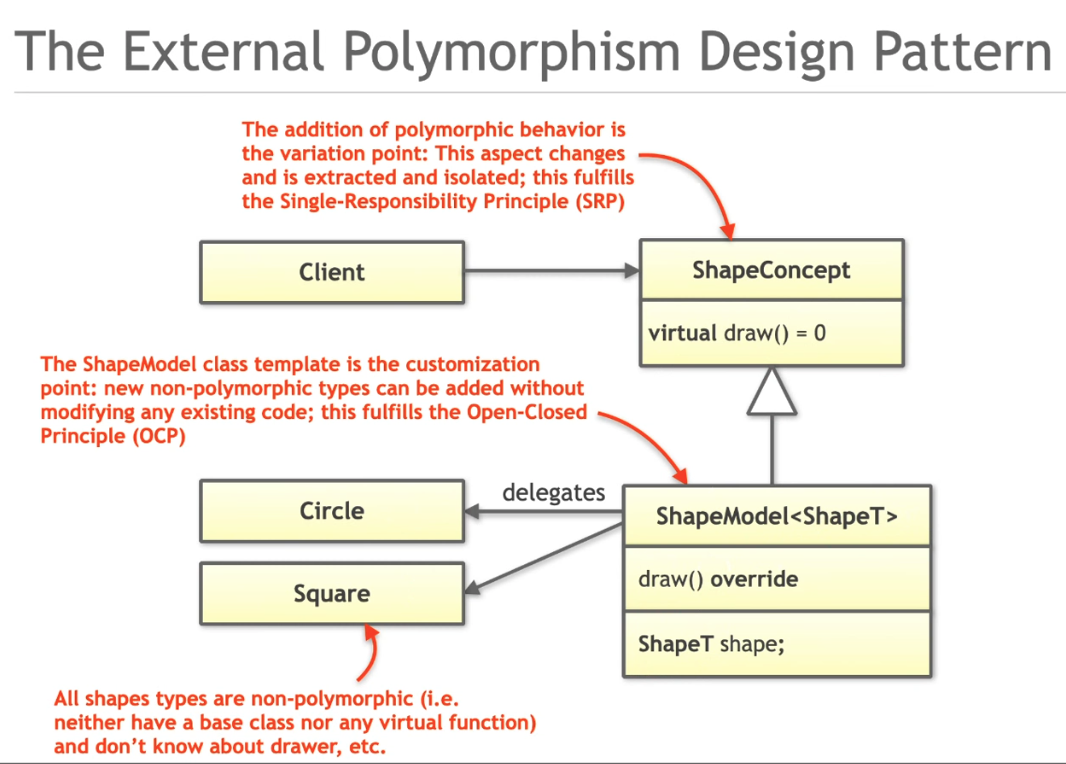 The External Polymorphism Design Pattern
The addition of polymorphic behavior is
the variation point: This aspect changes
and is extracted and isolated; this fulfills
the Single-Responsibility Principle (SRP)
Client
ShapeConcept
virtual draw() = 0
The ShapeModel class template is the customization
point: new non-polymorphic types can be added without
modifying any existing code; this fulfills the Open-Closed
Principle (OCP)
delegates
Circle
ShapeModel<ShapeT>
draw() override
Square
ShapeT shape;
All shapes types are non-polymorphic (i.e.
neither have a base class nor any virtual function)
and don't know about drawer, etc.